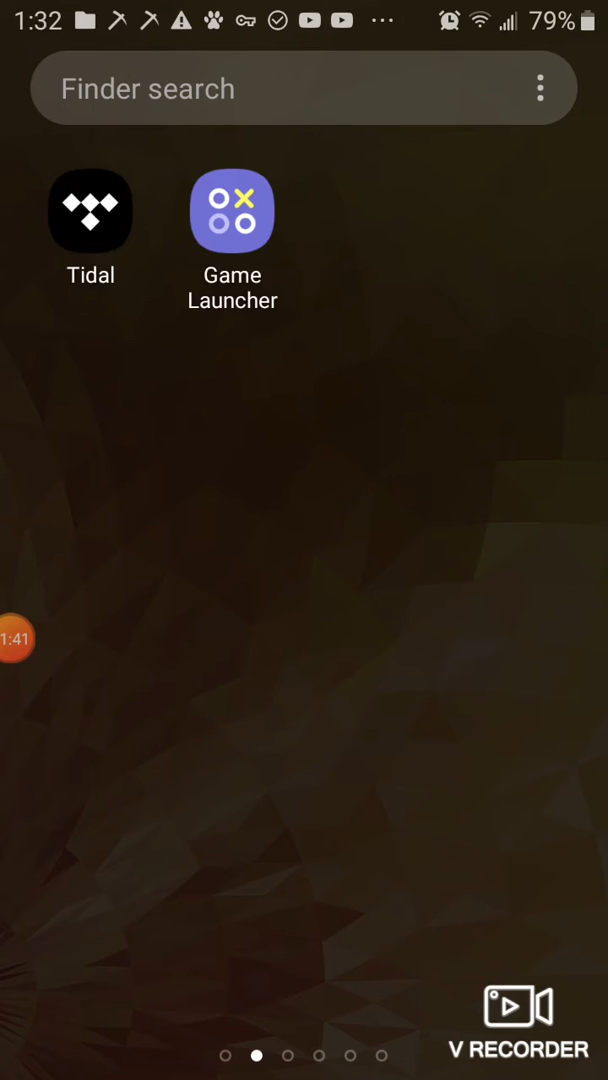 1:32 79%
Finder search
Tidal
Game
Launcher
1:41
V RECORDER